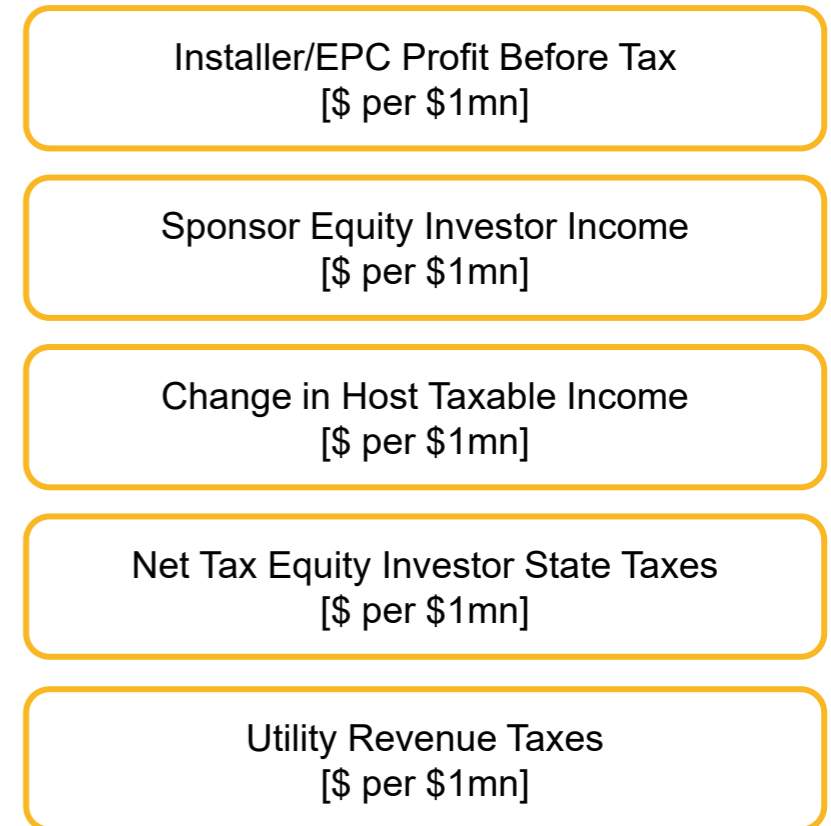 Installer/EPC Profit Before Tax
[$ per $1mn]
Sponsor Equity Investor Income
[$ per $1mn]
Change in Host Taxable Income
[$ per $1mn]
Net Tax Equity Investor State Taxes
[$ per $1mn]
Utility Revenue Taxes
[$ per $1mn]